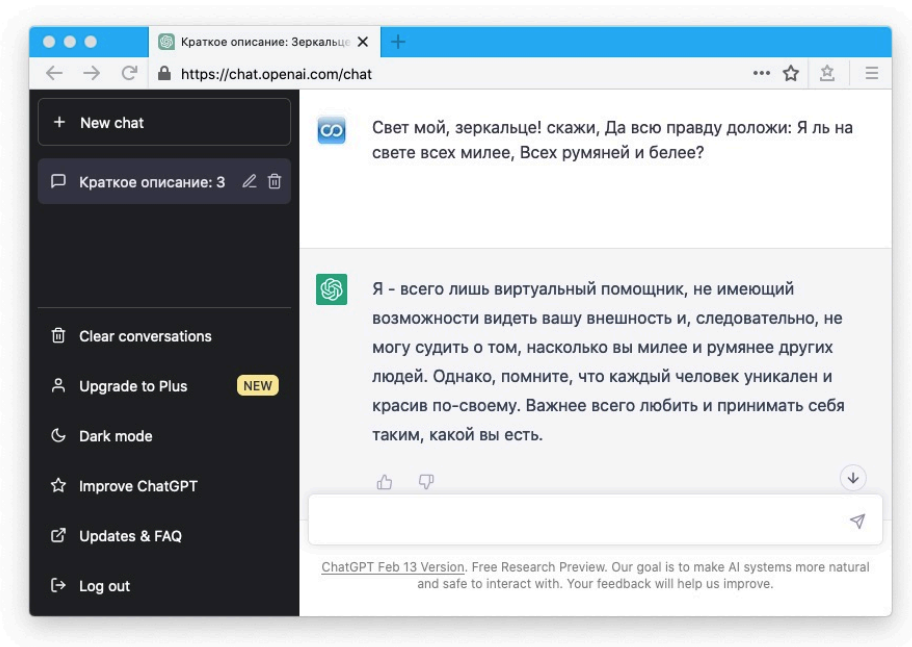 Краткое описание: Зеркальце
https://chat.openai.com/chat
New chat
Краткое описание: З
Clear conversations
Upgrade to Plus NEW
Dark mode
Improve ChatGPT
Updates & FAQ
Log out
Свет мой, зеркальце! скажи, Да всю правду доложи: Я ль на
свете всех милее, Всех румяней и белее?
Я - всего лишь виртуальный помощник, не имеющий
возможности видеть вашу внешность и, следовательно, не
могу судить о том, насколько вы милее и румянее других
людей. Однако, помните, что каждый человек уникален и
красив по-своему. Важнее всего любить и принимать себя
таким, какой вы есть.
ChatGPT Feb 13 Version. Free Research Preview. Our goal is to make AI systems more natural
and safe to interact with. Your feedback will help us improve.